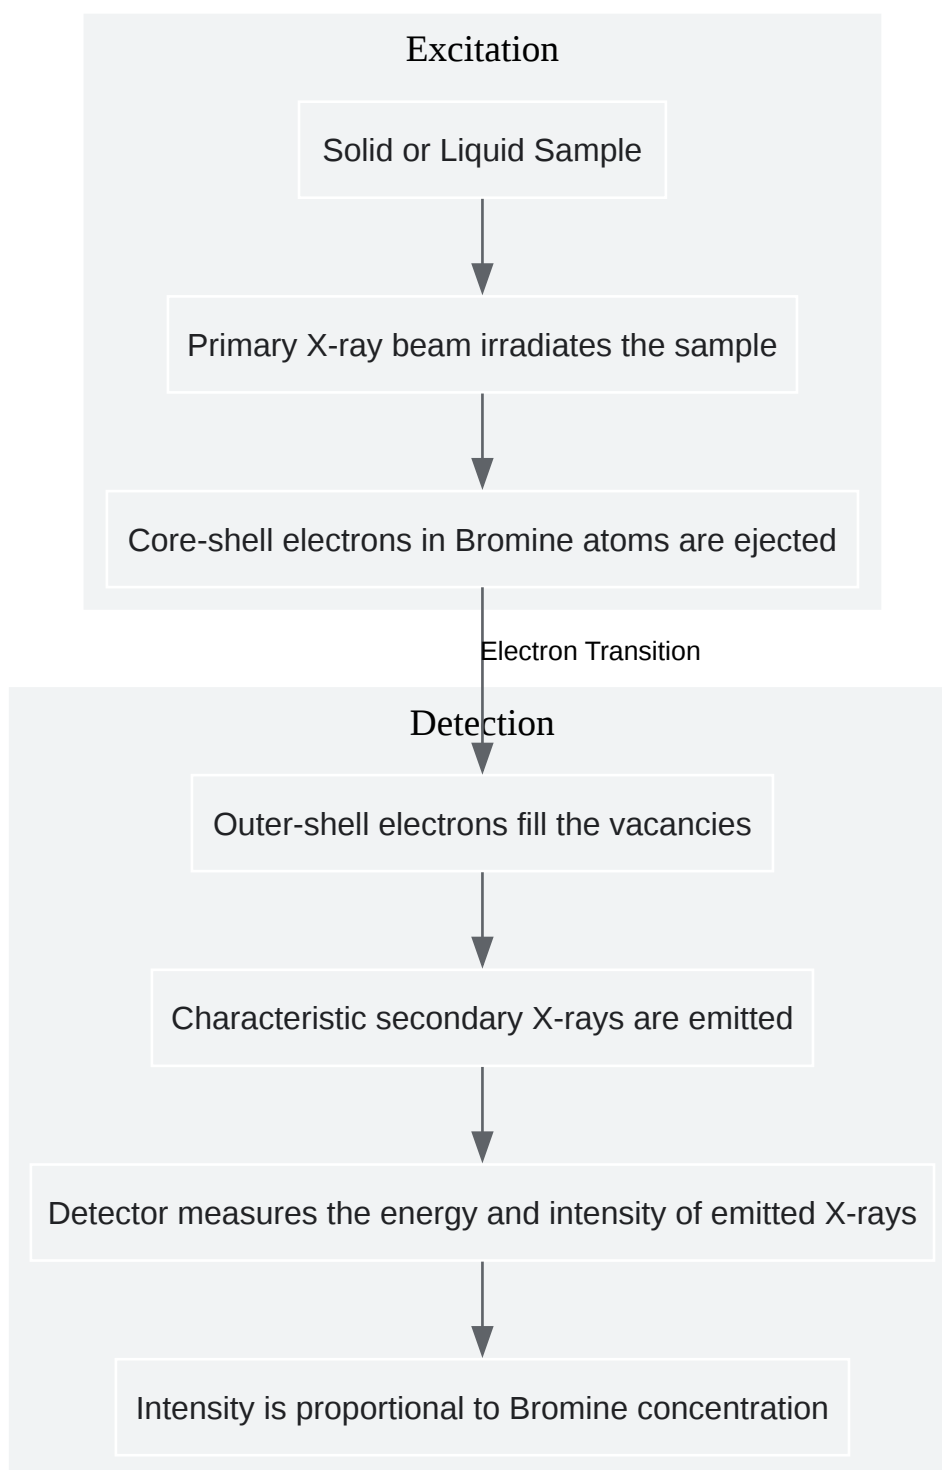 Excitation
Solid or Liquid Sample
Primary X-ray beam irradiates the sample
Core-shell electrons in Bromine atoms are ejected
Electron Transition
Detection
Outer-shell electrons fill the vacancies
Characteristic secondary X-rays are emitted
Detector measures the energy and intensity of emitted X-rays
Intensity is proportional to Bromine concentration